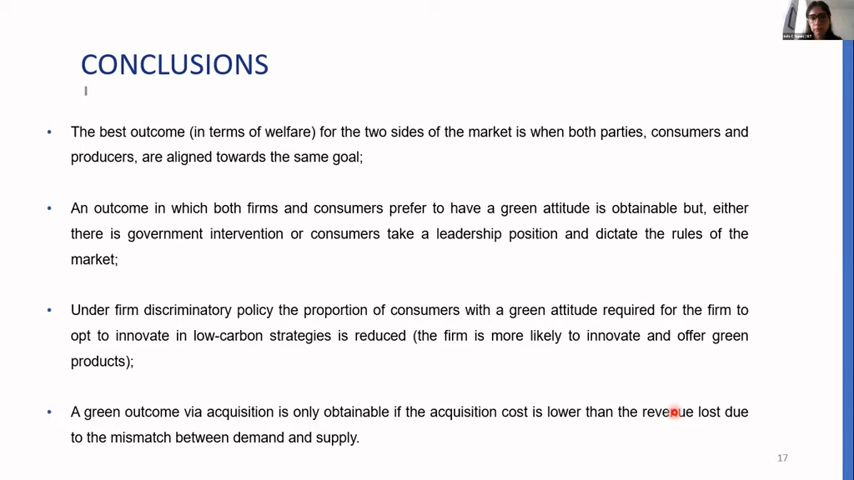 CONCLUSIONS
• The best outcome (in terms of welfare) for the two sides of the market is when both parties, consumers and
producers, are aligned towards the same goal;
• An outcome in which both firms and consumers prefer to have a green attitude is obtainable but, either
there is government intervention or consumers take a leadership position and dictate the rules of the
market;
• Under firm discriminatory policy the proportion of consumers with a green attitude required for the firm to
opt to innovate in low-carbon strategies is reduced (the firm is more likely to innovate and offer green
products);
• A green outcome via acquisition is only obtainable if the acquisition cost is lower than the revenue lost due
to the mismatch between demand and supply.
17